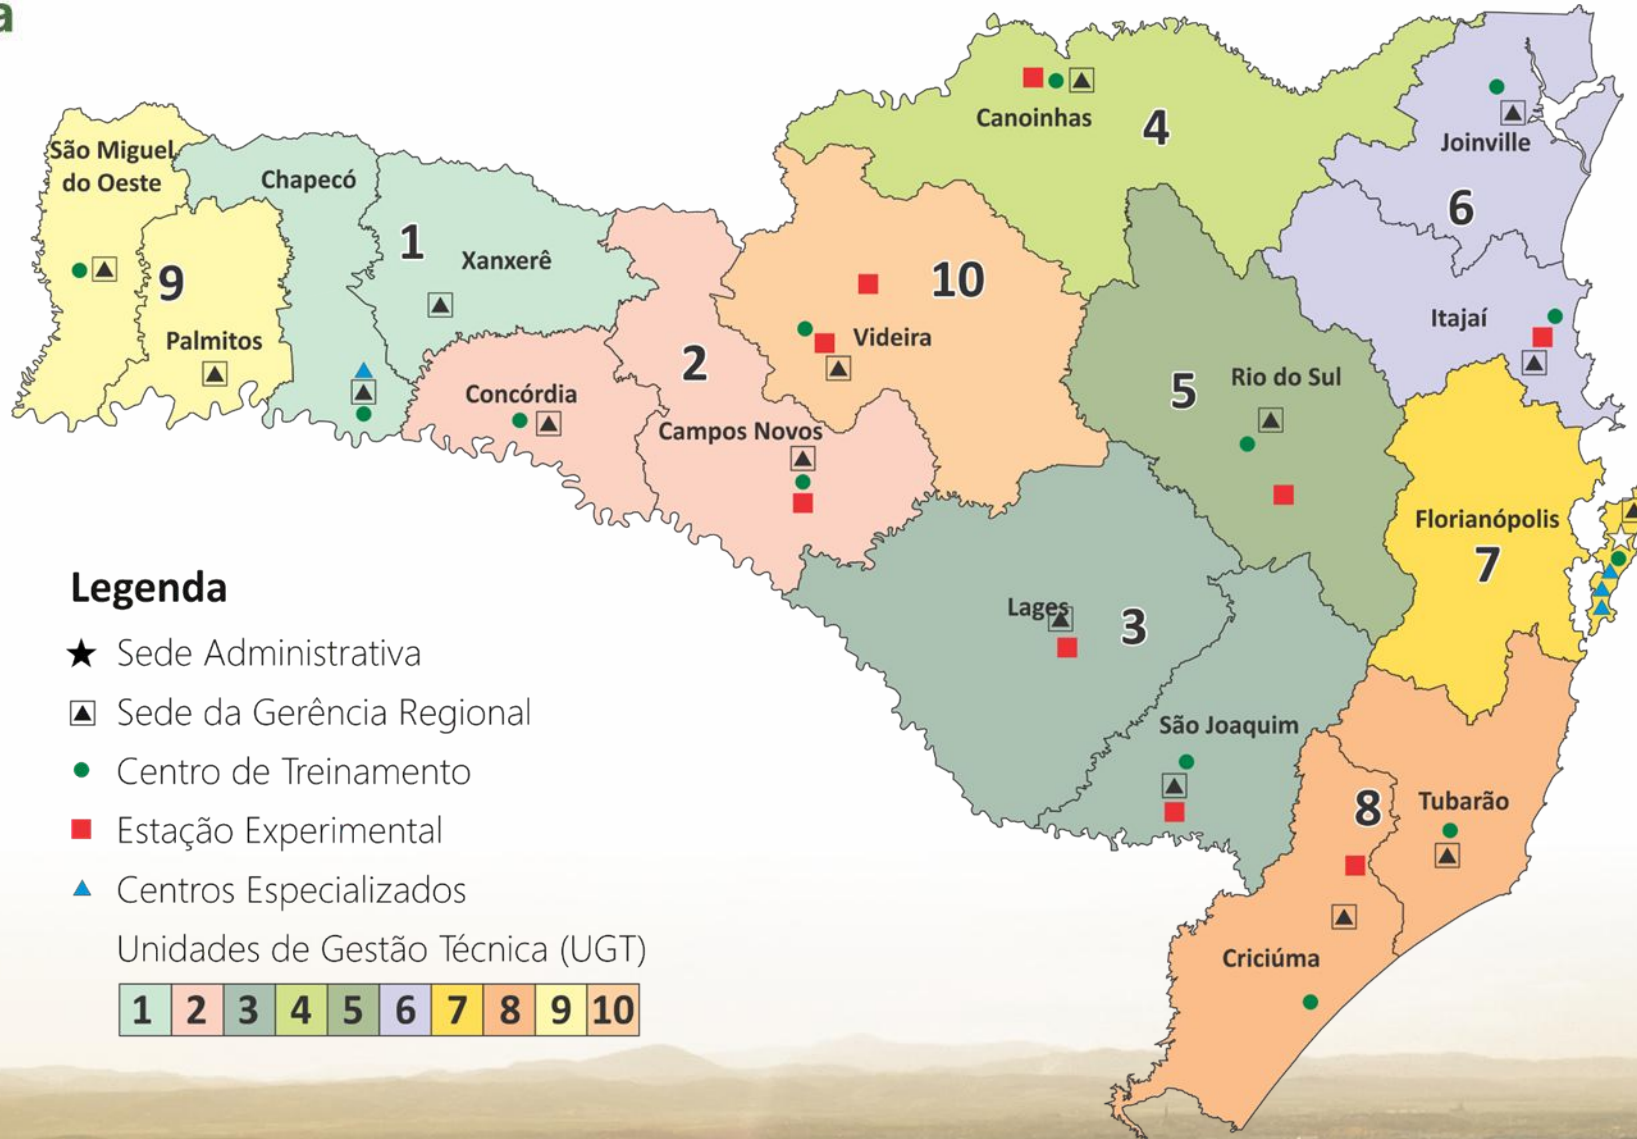 a
Canoinhas
4
Joinville
6
São Miguel
do Oeste
Chapecó
1
Xanxerê
9
Palmitos
10
Videira
2
Concórdia
Campos Novos
5
Rio do Sul
Itajaí
Florianópolis
7
Lages
3
São Joaquim
8
Tubarão
Criciúma
Legenda
Sede Administrativa
Sede da Gerência Regional
Centro de Treinamento
Estação Experimental
Centros Especializados
Unidades de Gestão Técnica (UGT)
1 2 3 4 5 6 7 8 9 10